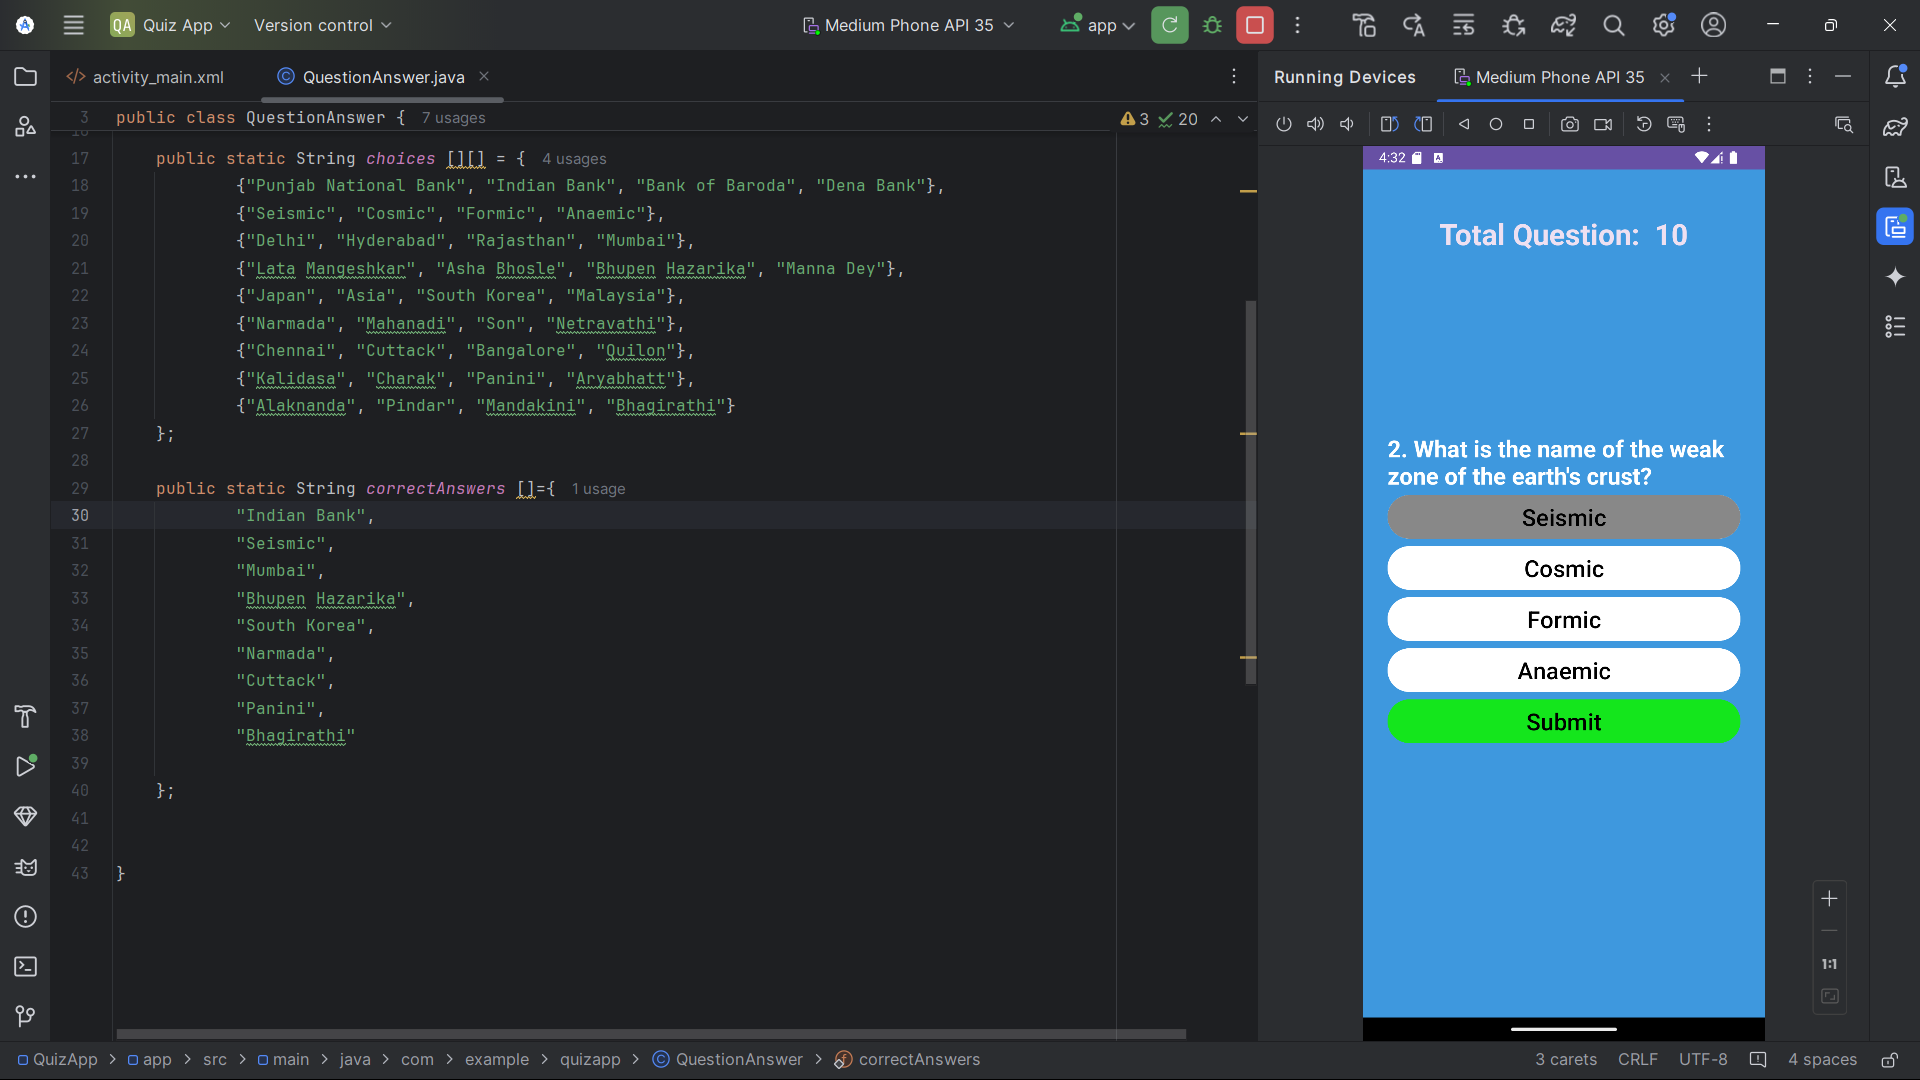 QA Quiz App Version control Medium Phone API 35 app
activity_main.xml QuestionAnswer.java
Running Devices Medium Phone API 35
3 public class QuestionAnswer { 7 usages 3 20
17 public static String choices [][] = { 4 usages
18 {"Punjab National Bank", "Indian Bank", "Bank of Baroda", "Dena Bank"},
19 {"Seismic", "Cosmic", "Formic", "Anaemic"},
20 {"Delhi", "Hyderabad", "Rajasthan", "Mumbai"},
21 {"Lata Mangeshkar", "Asha Bhosle", "Bhupen Hazarika", "Manna Dey"},
22 {"Japan", "Asia", "South Korea", "Malaysia"},
23 {"Narmada", "Mahanadi", "Son", "Netravathi"},
24 {"Chennai", "Cuttack", "Bangalore", "Quilon"},
25 {"Kalidasa", "Charak", "Panini", "Aryabhatt"},
26 {"Alaknanda", "Pindar", "Mandakini", "Bhagirathi"}
27 };
28
29 public static String correctAnswers []={ 1 usage
30 "Indian Bank",
31 "Seismic",
32 "Mumbai",
33 "Bhupen Hazarika",
34 "South Korea",
35 "Narmada",
36 "Cuttack",
37 "Panini",
38 "Bhagirathi"
39
40 };
41
42
43 }
4:32
Total Question: 10
2. What is the name of the weak
zone of the earth's crust?
Seismic
Cosmic
Formic
Anaemic
Submit
1:1
QuizApp > app > src > main > java > com > example > quizapp > QuestionAnswer > correctAnswers
3 carets CRLF UTF-8 4 spaces